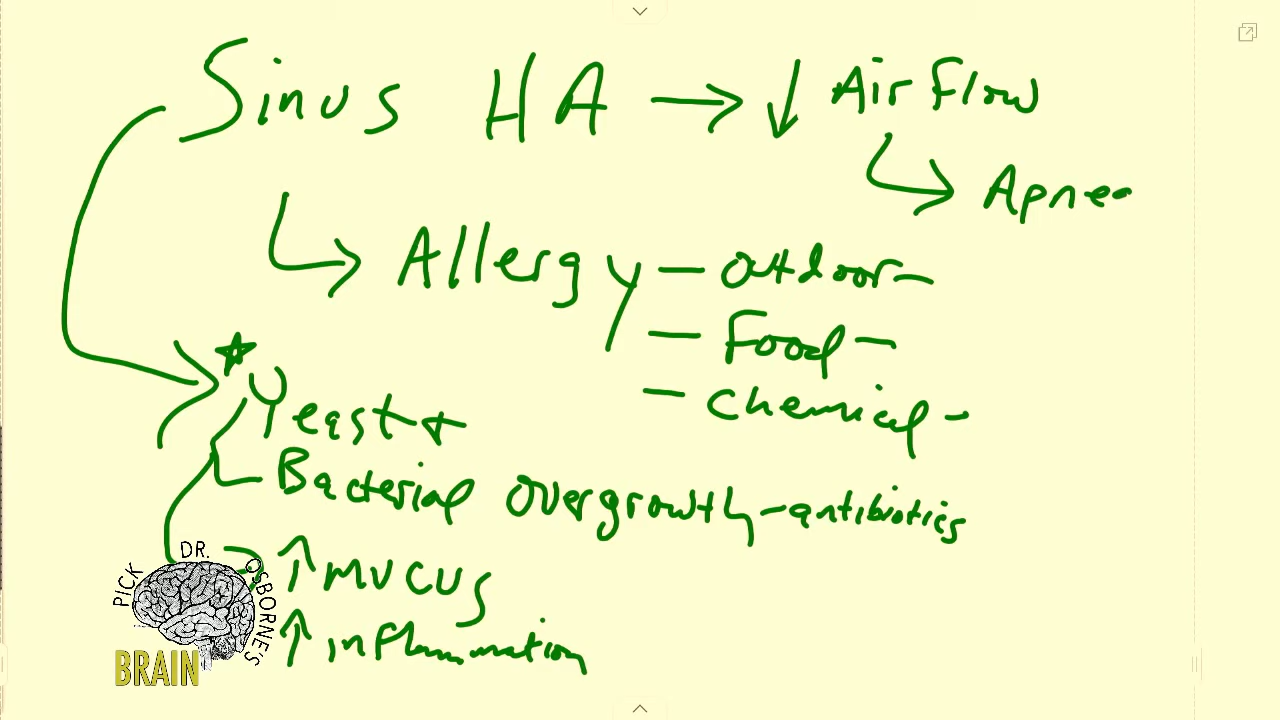 Sinus HA → ↓ Air Flow
↳ Apnea
↳ Allergy — Outdoor —
— Food —
— Chemical —
★ Yeast +
Bacterial Overgrowth — antibiotics
↑ Mucus
↑ inflammation
PICK DR. OSBORNE'S
BRAIN